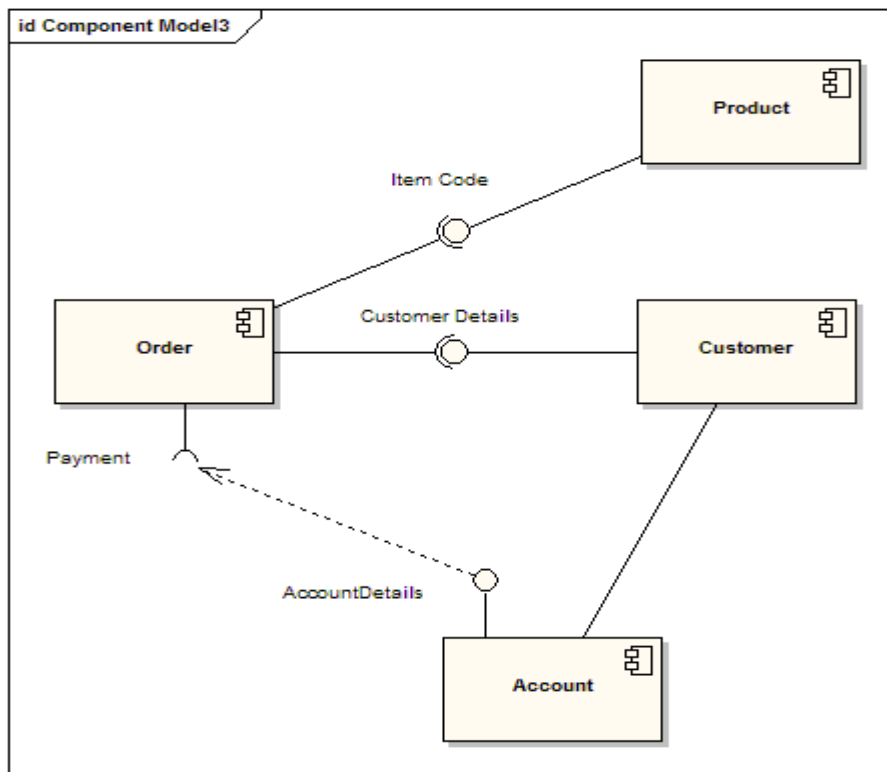 id Component Model3
Product
Item Code
Customer Details
Order
Customer
Payment
AccountDetails
Account